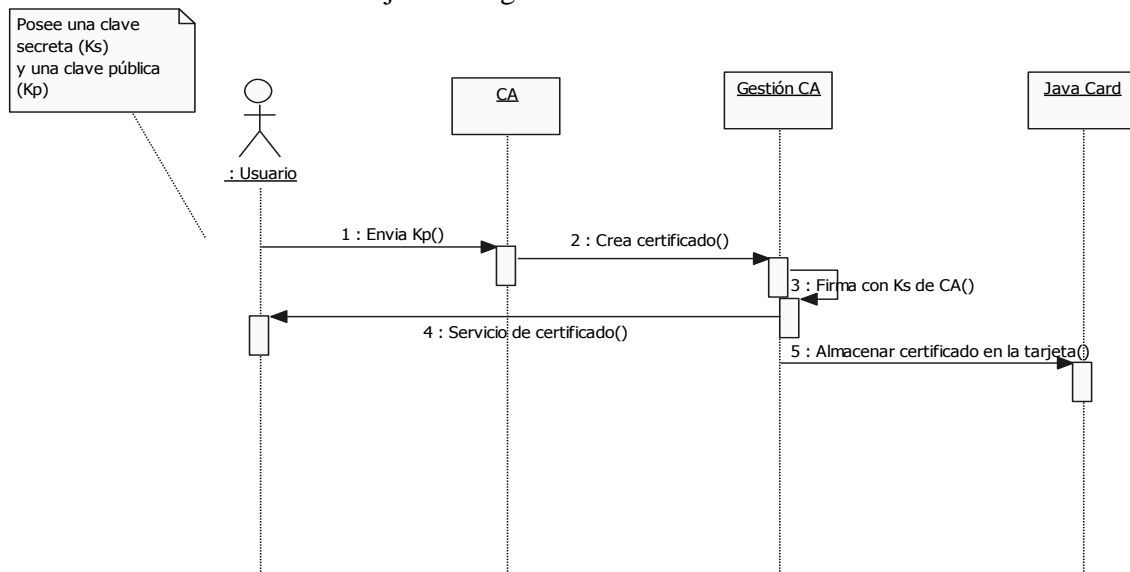 Posee una clave
secreta (Ks)
y una clave pública
(Kp)
CA
Gestión CA
Java Card
: Usuario
1 : Envia Kp()
2 : Crea certificado()
3 : Firma con Ks de CA()
4 : Servicio de certificado()
5 : Almacenar certificado en la tarjeta()